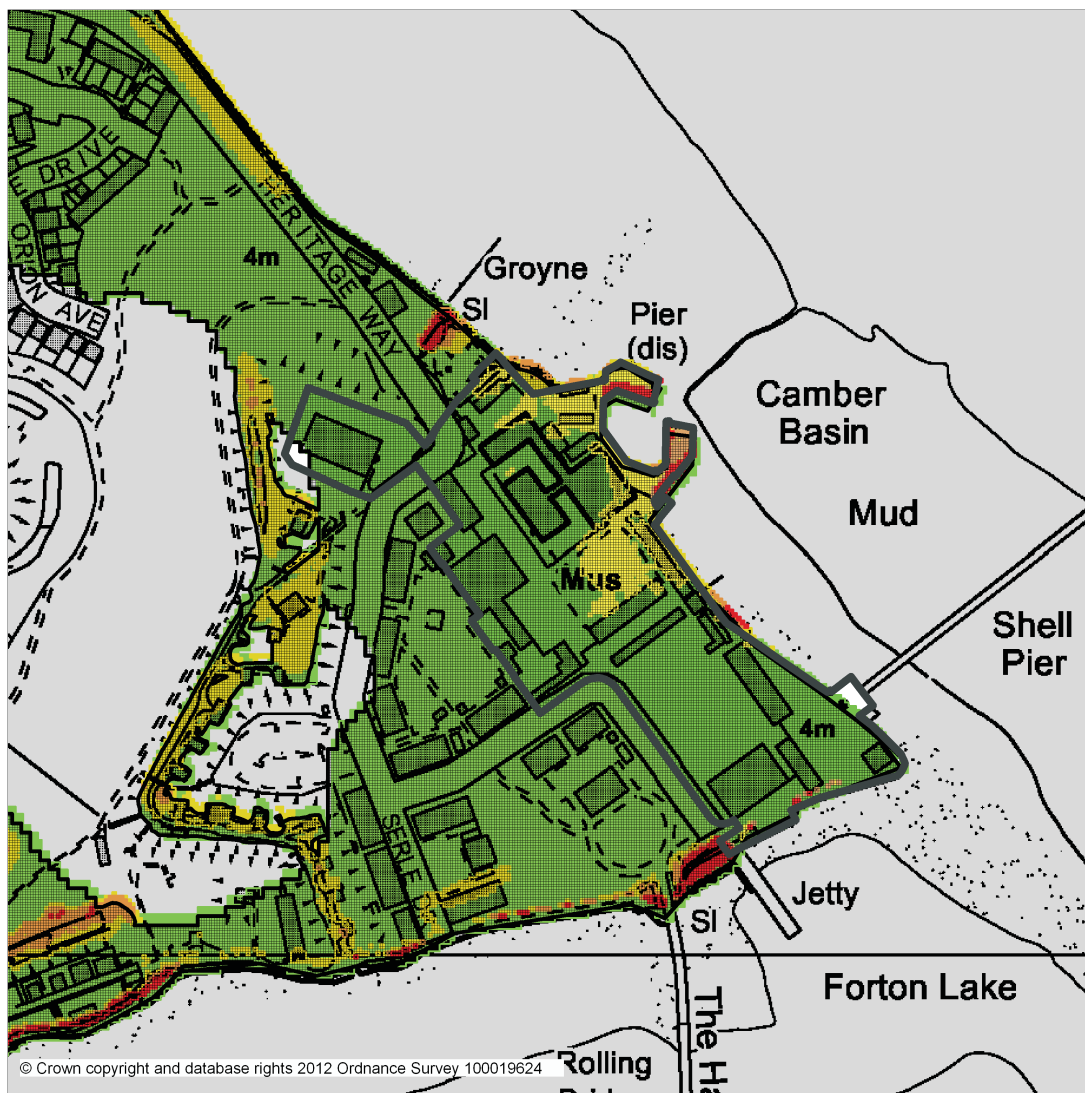 E DRIVE
ORION AVE
HERITAGE WAY
4m
Groyne
Sl
Pier
(dis)
Camber
Basin
Mud
Mus
Shell
Pier
4m
SERLE
Jetty
Sl
Forton Lake
The Ha
Rolling
© Crown copyright and database rights 2012 Ordnance Survey 100019624